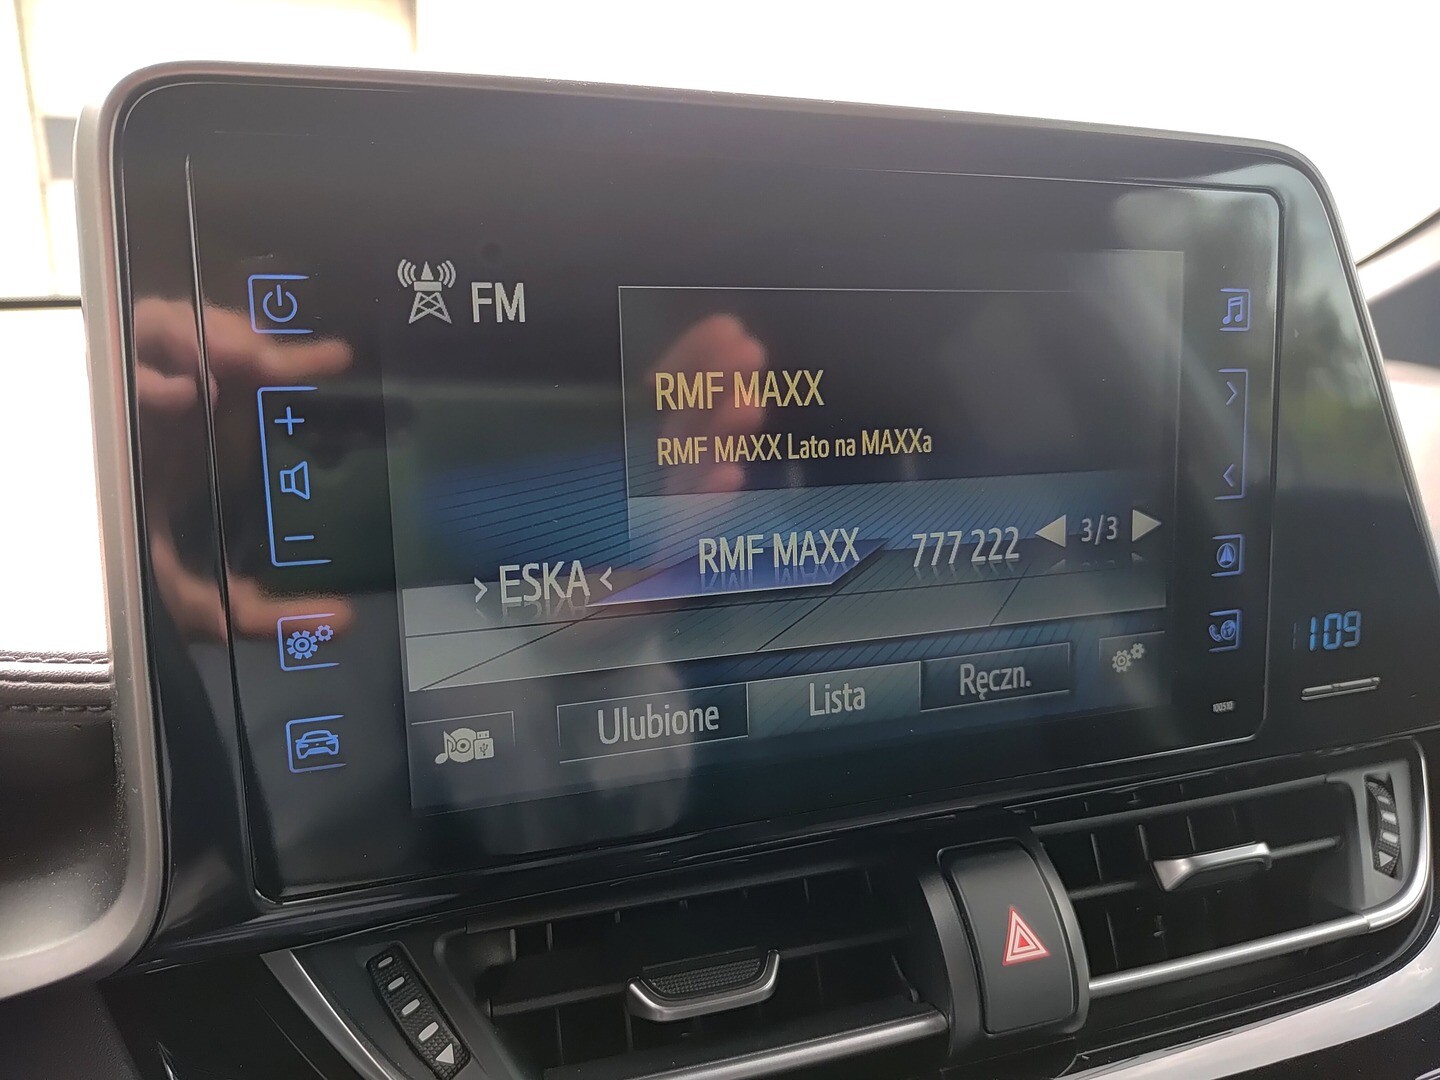 FM
RMF MAXX
RMF MAXX Lato na MAXXa
> ESKA <
RMF MAXX
777 222
3/3
Ulubione
Lista
Ręczn.
109
100510